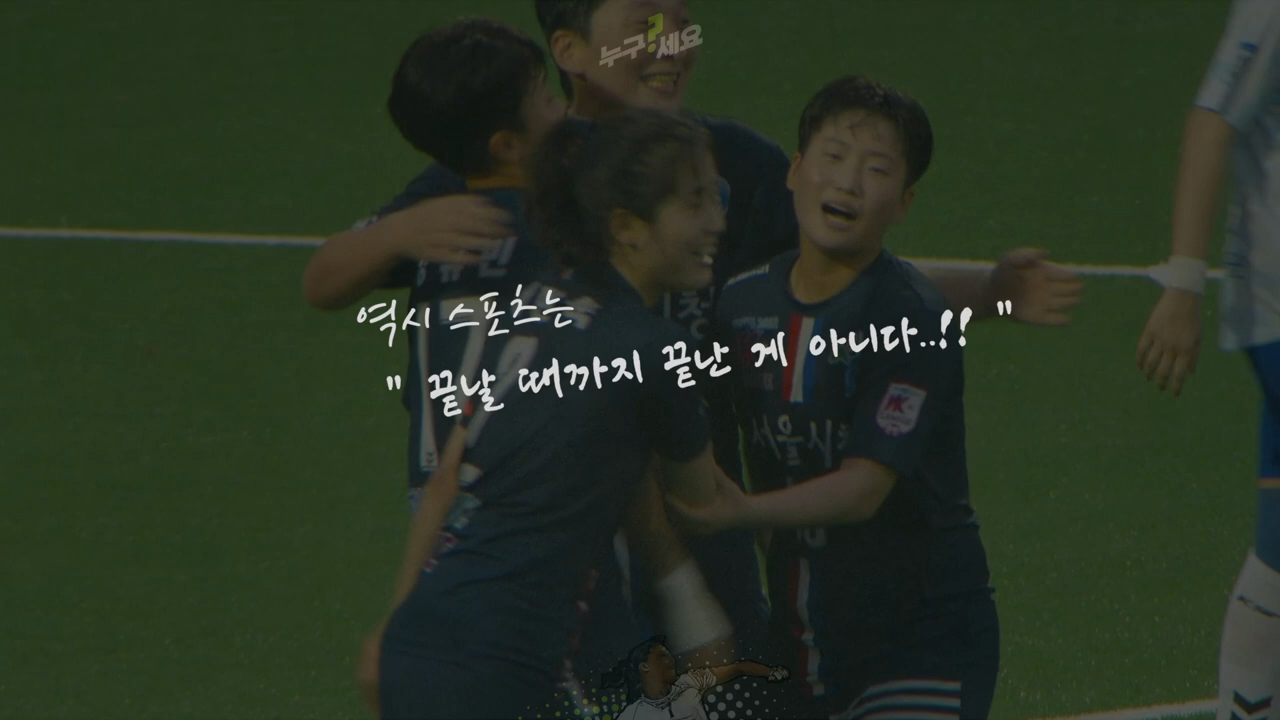 누구?세요
역시 스포츠는
" 끝날 때까지 끝난 게 아니다..!! "
서울시